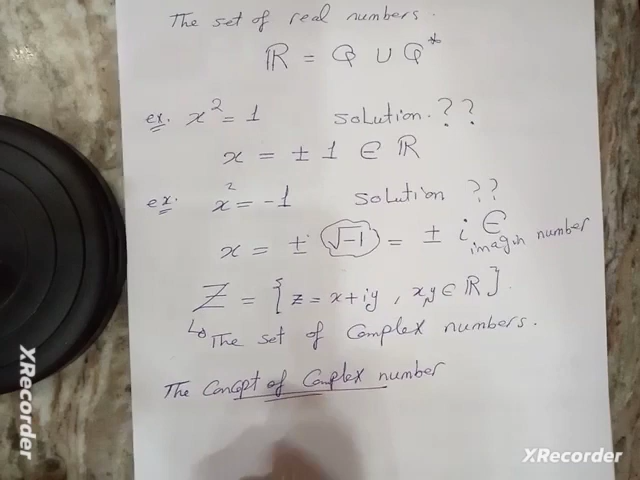 The set of real numbers.
ℝ = Q ∪ Q*
ex. x² = 1 solution. ??
x = ± 1 ∈ ℝ
ex. x² = -1 solution ??
x = ± √-1 = ± i ∈ imagin number
Z = { z = x+iy , x,y ∈ ℝ }.
↳ The set of Complex numbers.
The concept of Complex number
XRecorder
XRecorder